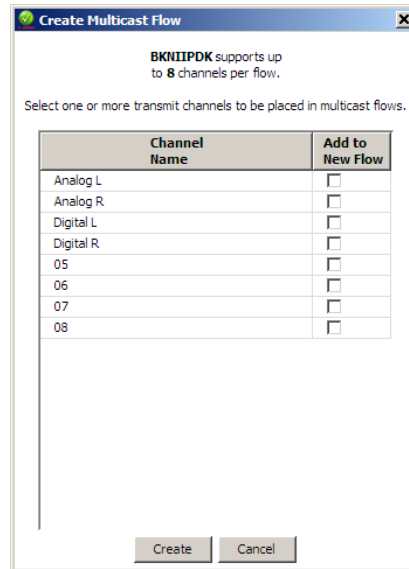 Create Multicast Flow
BKNIIPDK supports up
to 8 channels per flow.
Select one or more transmit channels to be placed in multicast flows.
Channel Name Add to New Flow
Analog L
Analog R
Digital L
Digital R
05
06
07
08
Create Cancel